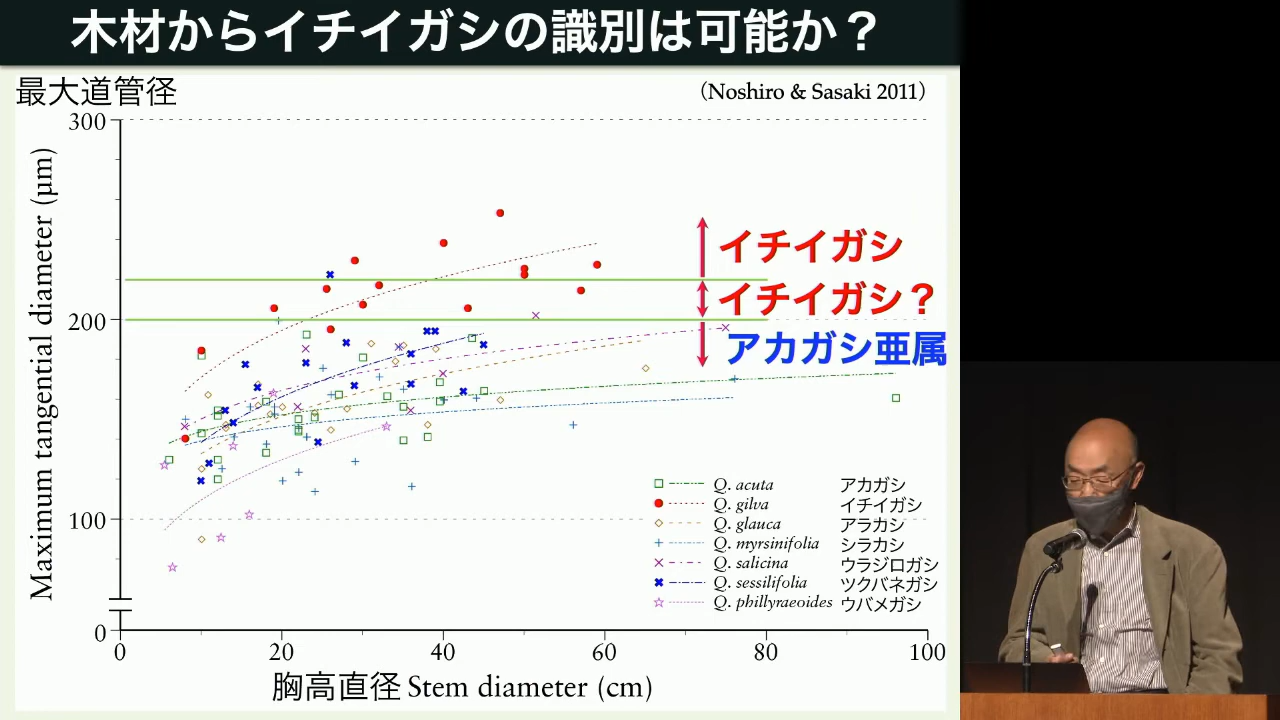 木材からイチイガシの識別は可能か？
最大道管径
（Noshiro & Sasaki 2011）
Maximum tangential diameter (µm)
300
200
100
0
イチイガシ
イチイガシ？
アカガシ亜属
Q. acuta アカガシ
Q. gilva イチイガシ
Q. glauca アラカシ
Q. myrsinifolia シラカシ
Q. salicina ウラジロガシ
Q. sessilifolia ツクバネガシ
Q. phillyraeoides ウバメガシ
0 20 40 60 80 100
胸高直径 Stem diameter (cm)